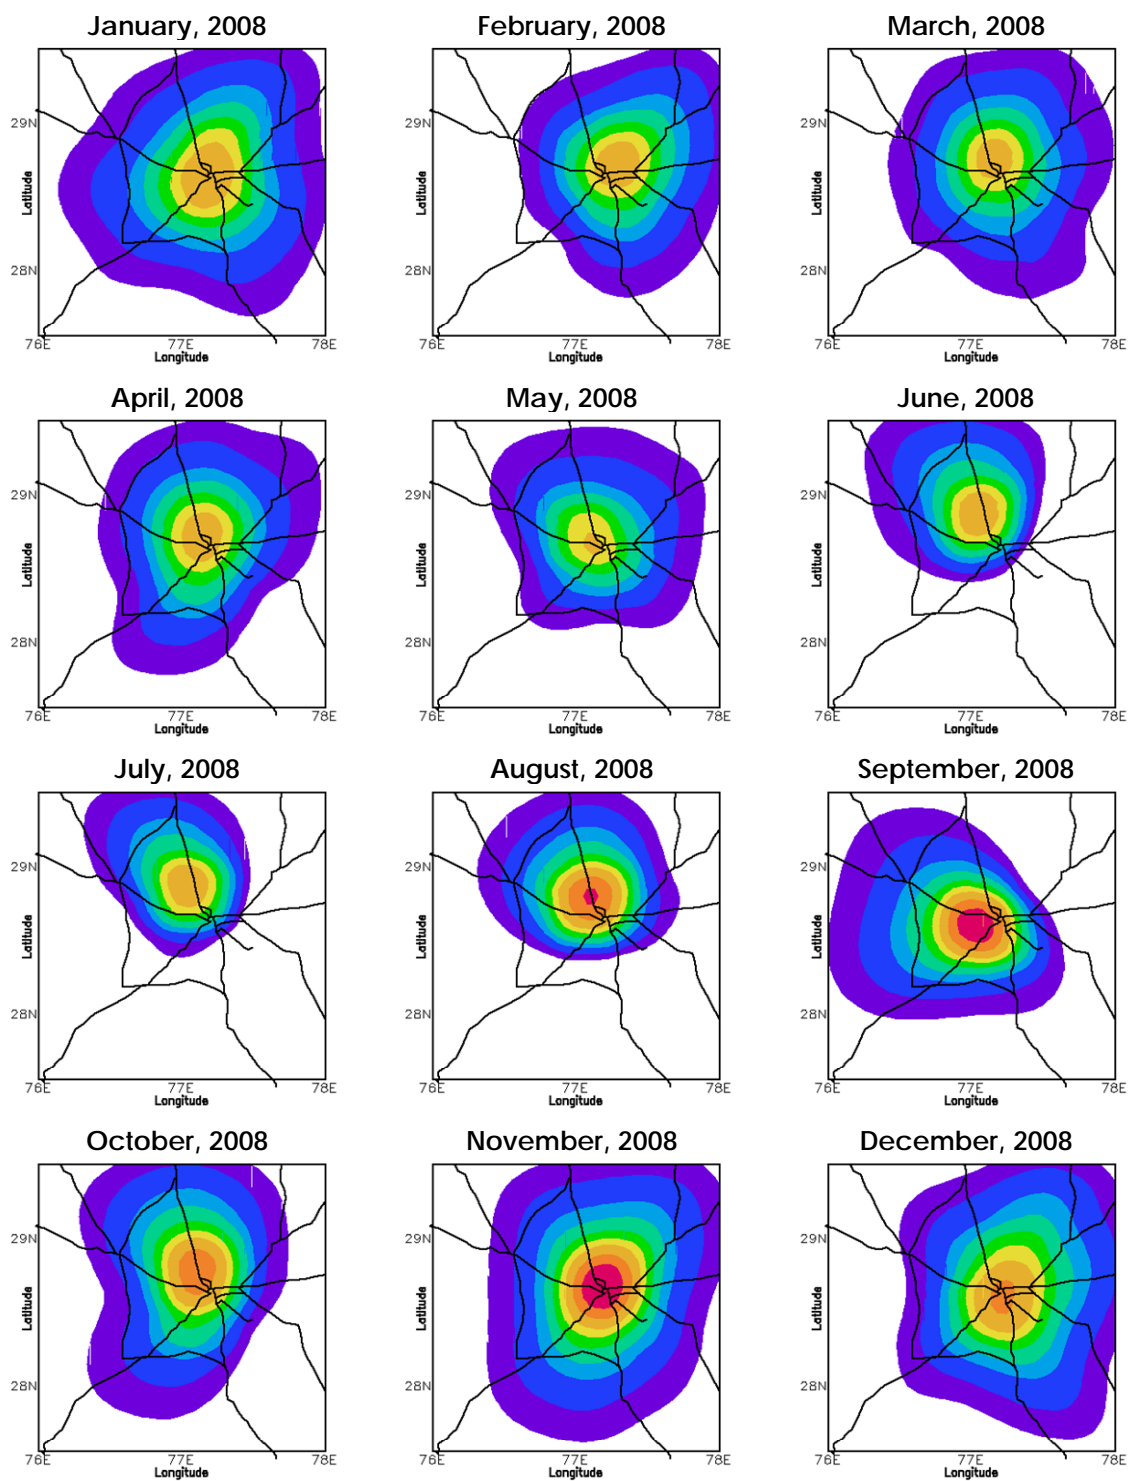 January, 2008 February, 2008 March, 2008
29N 29N 29N
Latitude Latitude Latitude
28N 28N 28N
76E 77E 78E 76E 77E 78E 76E 77E 78E
Longitude Longitude Longitude
April, 2008 May, 2008 June, 2008
29N 29N 29N
Latitude Latitude Latitude
28N 28N 28N
76E 77E 78E 76E 77E 78E 76E 77E 78E
Longitude Longitude Longitude
July, 2008 August, 2008 September, 2008
29N 29N 29N
Latitude Latitude Latitude
28N 28N 28N
76E 77E 78E 76E 77E 78E 76E 77E 78E
Longitude Longitude Longitude
October, 2008 November, 2008 December, 2008
29N 29N 29N
Latitude Latitude Latitude
28N 28N 28N
76E 77E 78E 76E 77E 78E 76E 77E 78E
Longitude Longitude Longitude